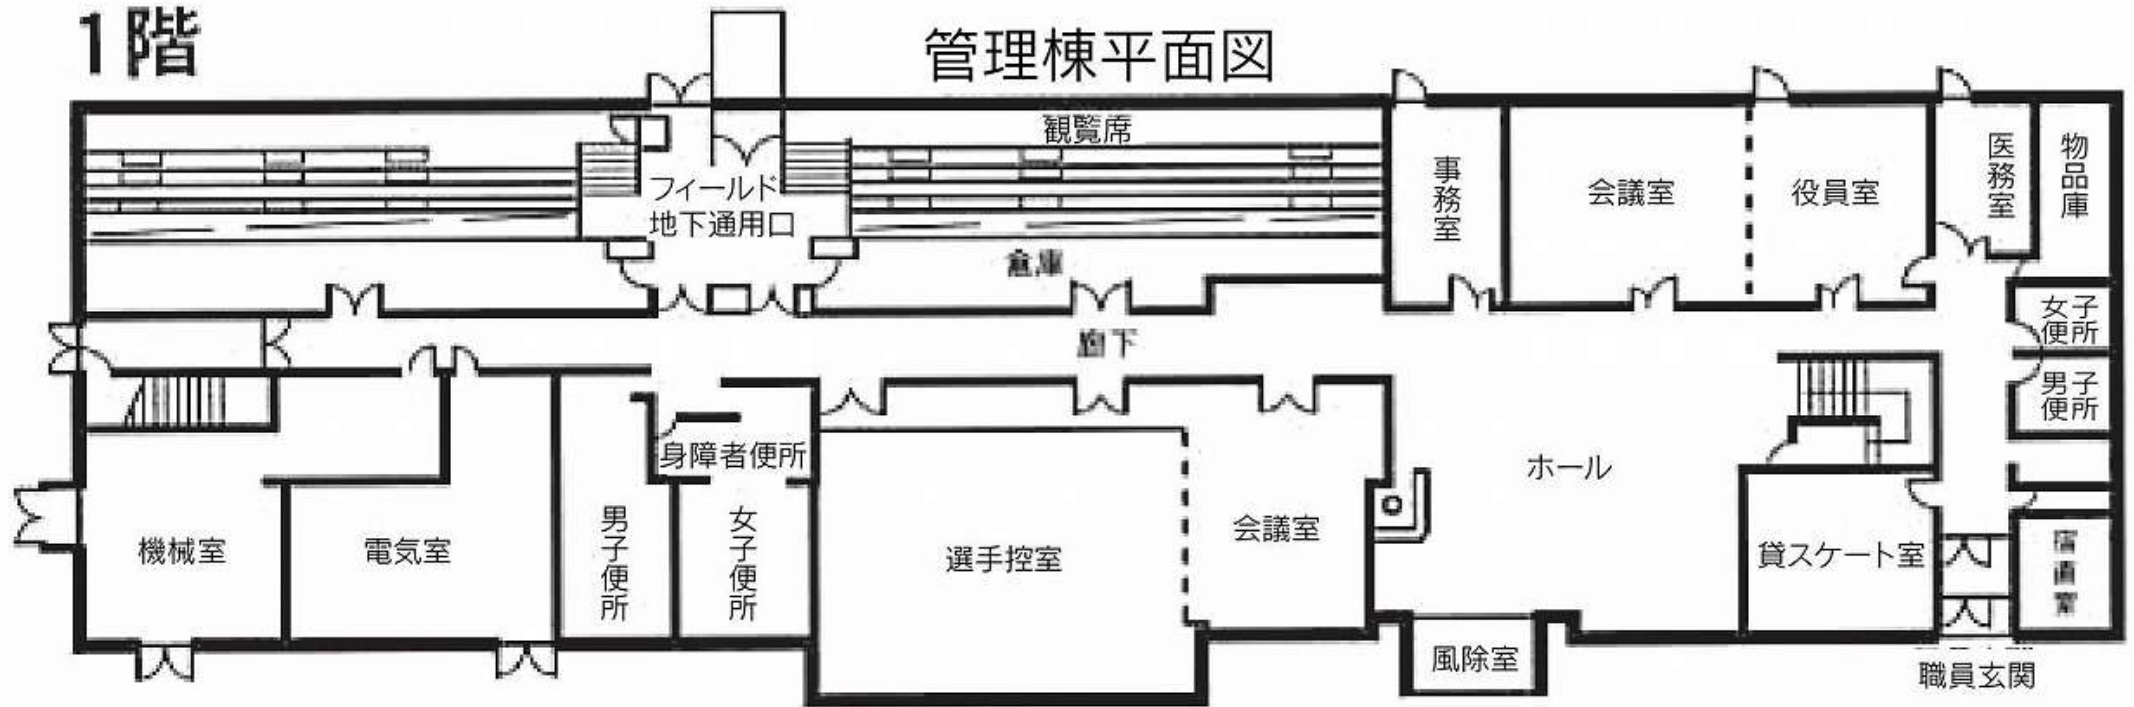 1階
管理棟平面図
観覧席
フィールド
地下通用口
倉庫
事務室
会議室
役員室
医務室
物品庫
女子
便所
男子
便所
廊下
身障者便所
ホール
機械室
電気室
男子便所
女子便所
選手控室
会議室
貸スケート室
宿直室
風除室
職員玄関